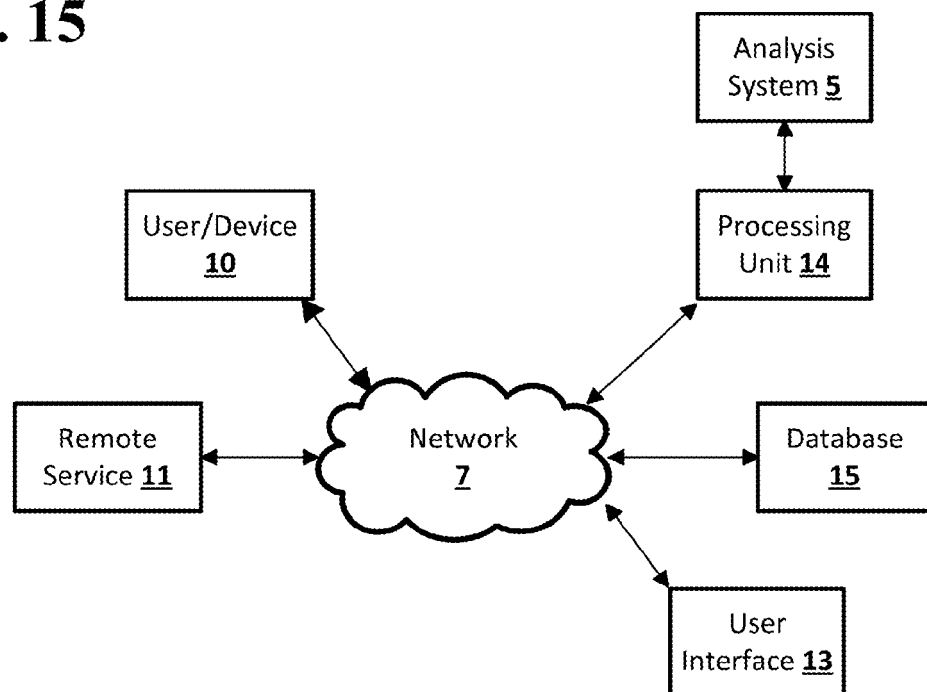 . 15
Analysis
System 5
User/Device
10
Processing
Unit 14
Remote
Service 11
Network
7
Database
15
User
Interface 13